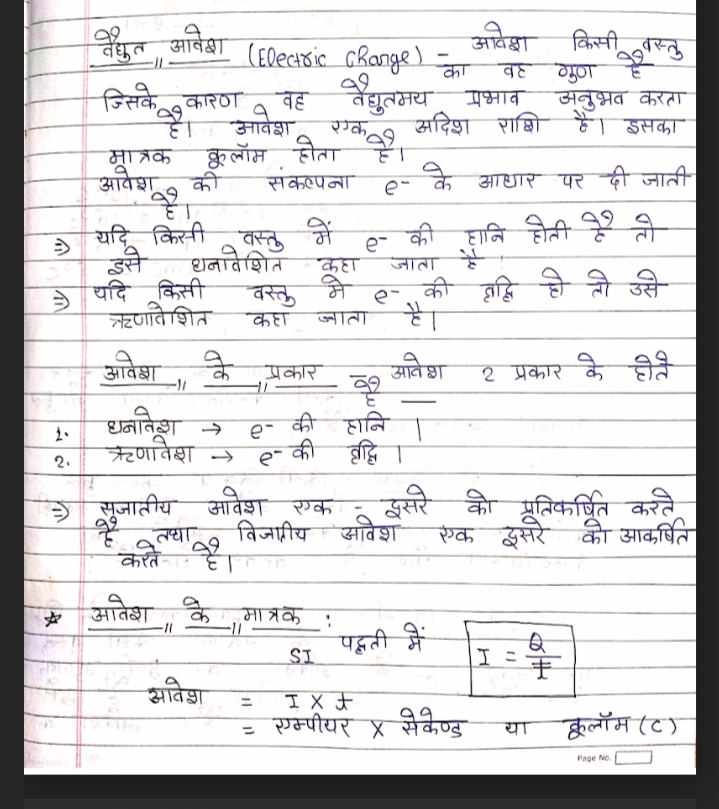 वैद्युत आवेश (Electric Charge) – आवेश किसी वस्तु
का वह गुण है
जिसके कारण वह वैद्युतमय प्रभाव अनुभव करता
है। आवेश एक अदिश राशि है। इसका
मात्रक कूलॉम होता है।
आवेश की संकल्पना e- के आधार पर दी जाती
है।
⇒ यदि किसी वस्तु में e- की हानि होती है तो
इसे धनावेशित कहा जाता है।
⇒ यदि किसी वस्तु मे e- की वृद्धि हो तो उसे
ऋणावेशित कहा जाता है।
आवेश के प्रकार – आवेश 2 प्रकार के होते
है —
1. धनावेश → e- की हानि।
2. ऋणावेश → e- की वृद्धि।
⇒ सजातीय आवेश एक - दूसरे को प्रतिकर्षित करते
है तथा विजातीय आवेश एक दूसरे को आकर्षित
करते है।
* आवेश के मात्रक :
SI पद्दती में I = Q/t
आवेश = I X t
= एम्पीयर X सेकेण्ड या कूलॉम (C)
Page No.